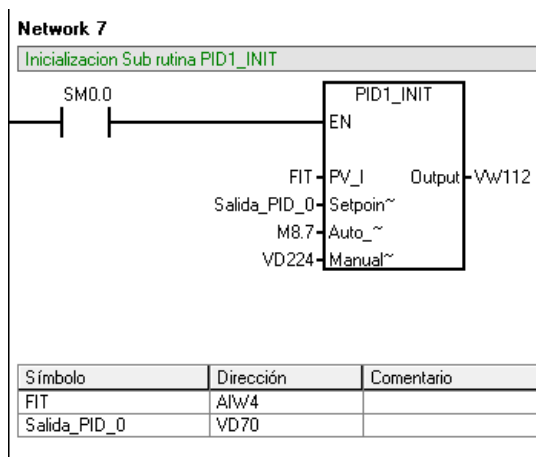 Network 7
Inicializacion Sub rutina PID1_INIT
SM0.0
PID1_INIT
EN
FIT PV_I Output VW112
Salida_PID_0 Setpoin~
M8.7 Auto_~
VD224 Manual~
Símbolo Dirección Comentario
FIT AIW4
Salida_PID_0 VD70